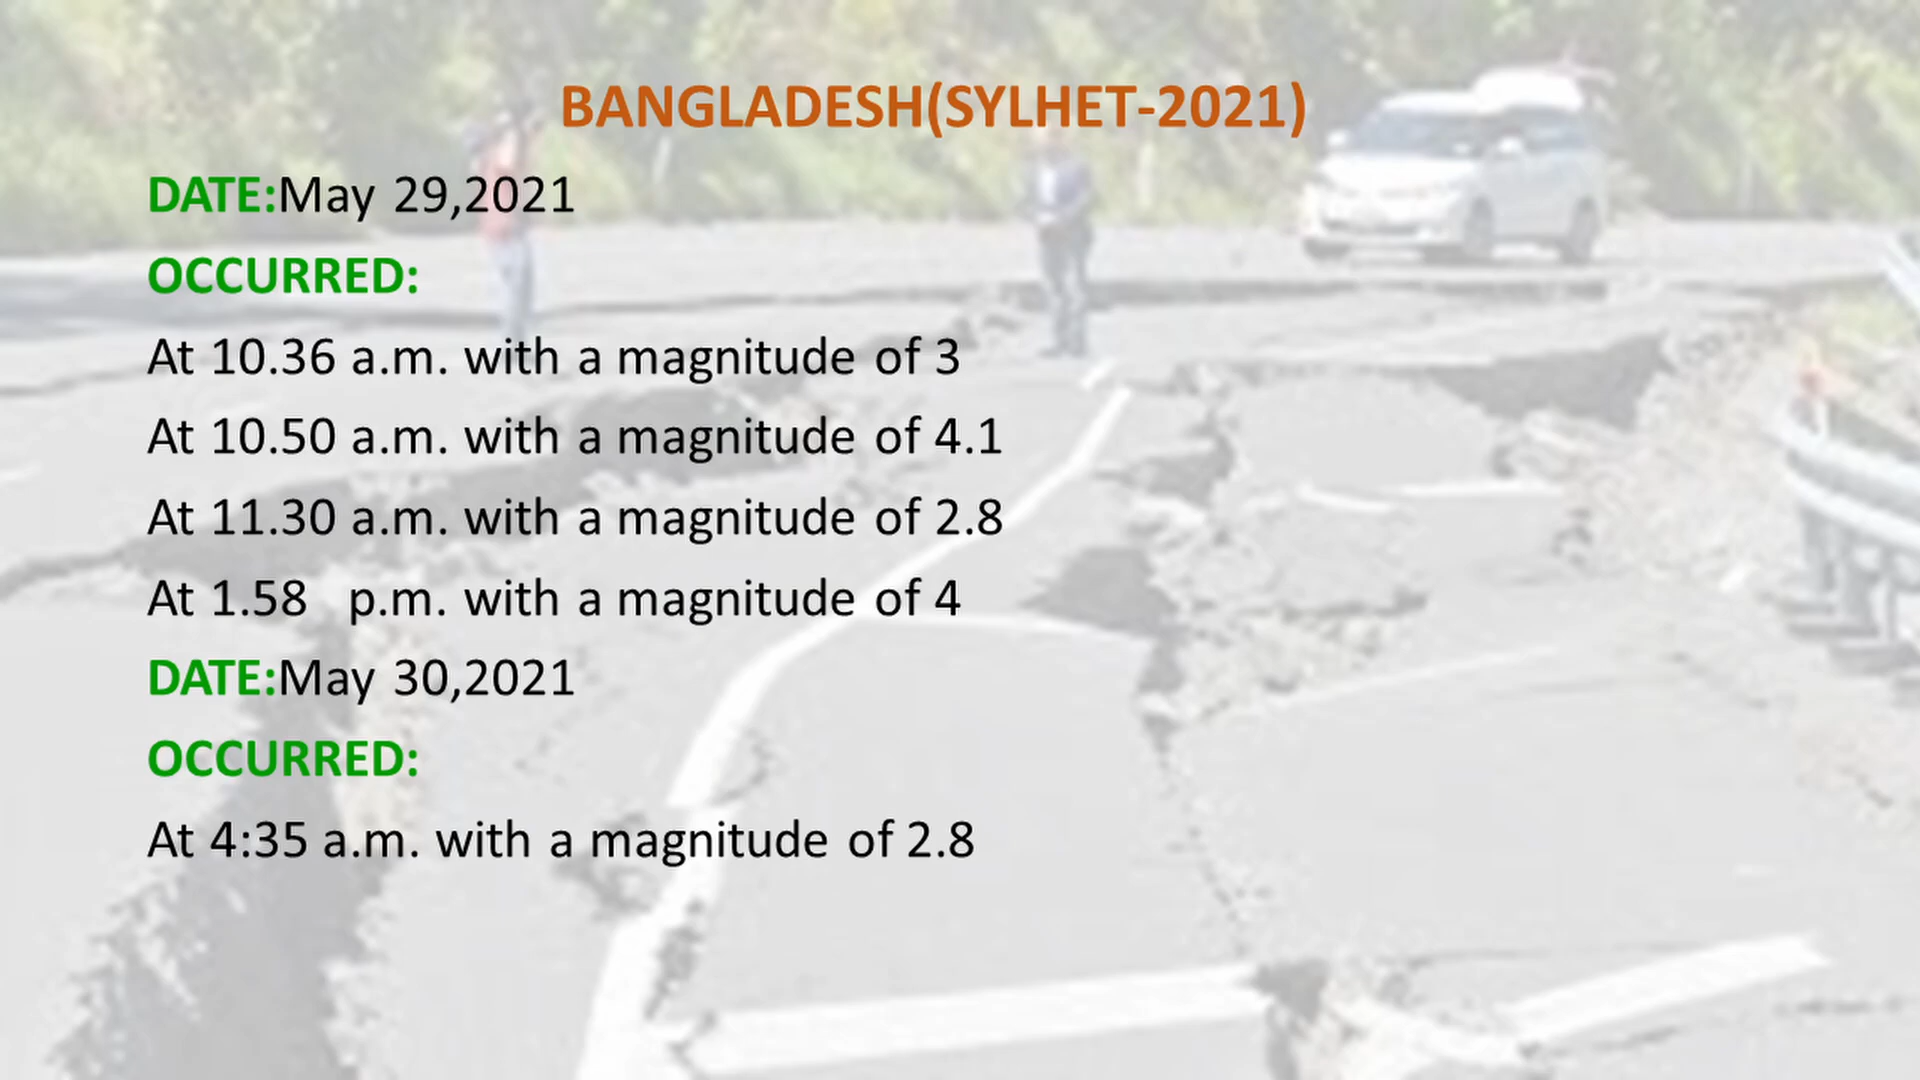 BANGLADESH(SYLHET-2021)
DATE:May 29,2021
OCCURRED:
At 10.36 a.m. with a magnitude of 3
At 10.50 a.m. with a magnitude of 4.1
At 11.30 a.m. with a magnitude of 2.8
At 1.58 p.m. with a magnitude of 4
DATE:May 30,2021
OCCURRED:
At 4:35 a.m. with a magnitude of 2.8